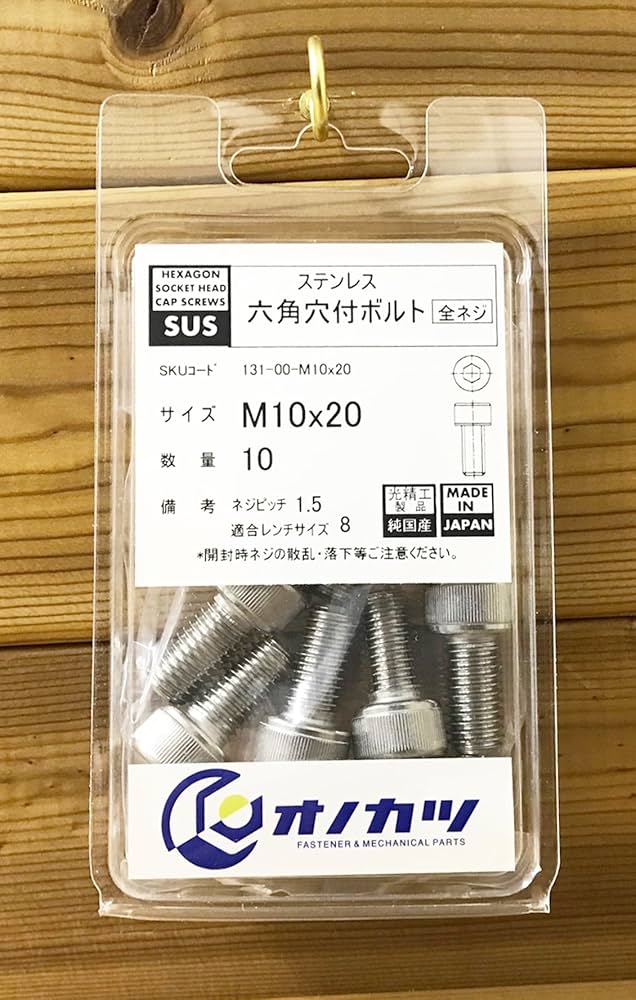 HEXAGON
SOCKET HEAD
CAP SCREWS
SUS
ステンレス
六角穴付ボルト 全ネジ
SKUコード 131-00-M10x20
サイズ M10x20
数量 10
備考 ネジピッチ 1.5
適合レンチサイズ 8
光精工
製品
純国産
MADE
IN
JAPAN
*開封時ネジの散乱・落下等ご注意ください。
オノカツ
FASTENER & MECHANICAL PARTS